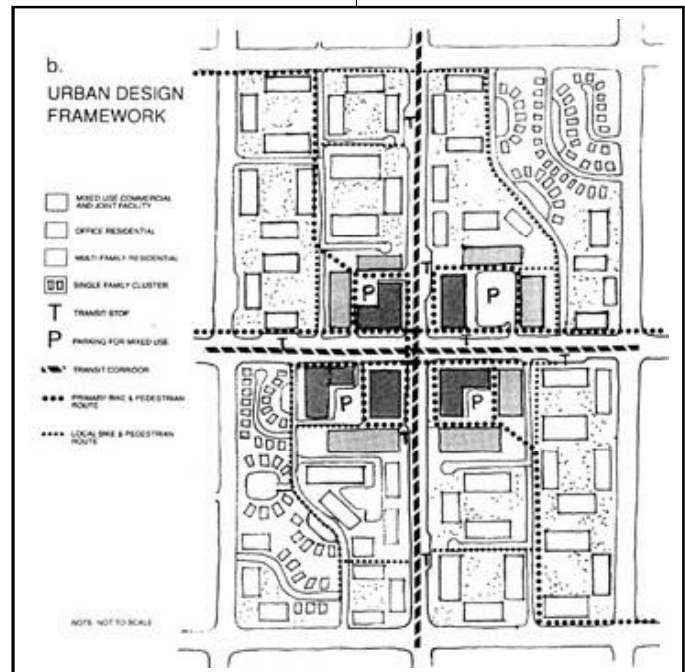 b.
URBAN DESIGN
FRAMEWORK
MIXED USE COMMERCIAL
AND JOINT FACILITY
OFFICE RESIDENTIAL
MULTI-FAMILY RESIDENTIAL
SINGLE FAMILY CLUSTER
T TRANSIT STOP
P PARKING FOR MIXED USE
TRANSIT CORRIDOR
PRIMARY BIKE & PEDESTRIAN
ROUTE
LOCAL BIKE & PEDESTRIAN
ROUTE
NOTE: NOT TO SCALE
T
T
P
P
T
T
T
P
P
T
T